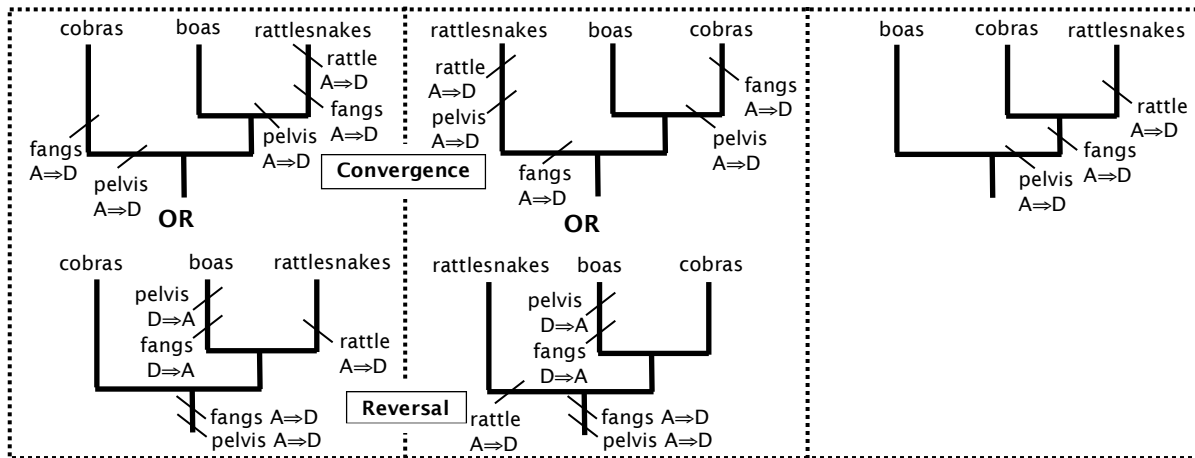 cobras
boas
rattlesnakes
rattle
A⇒D
fangs
A⇒D
pelvis
A⇒D
fangs
A⇒D
pelvis
A⇒D
OR
Convergence
rattlesnakes
boas
cobras
rattle
A⇒D
pelvis
A⇒D
fangs
A⇒D
pelvis
A⇒D
fangs
A⇒D
OR
boas
cobras
rattlesnakes
rattle
A⇒D
fangs
A⇒D
pelvis
A⇒D
cobras
boas
rattlesnakes
pelvis
D⇒A
fangs
D⇒A
rattle
A⇒D
fangs A⇒D
pelvis A⇒D
Reversal
rattlesnakes
boas
cobras
pelvis
D⇒A
fangs
D⇒A
rattle
A⇒D
fangs A⇒D
pelvis A⇒D